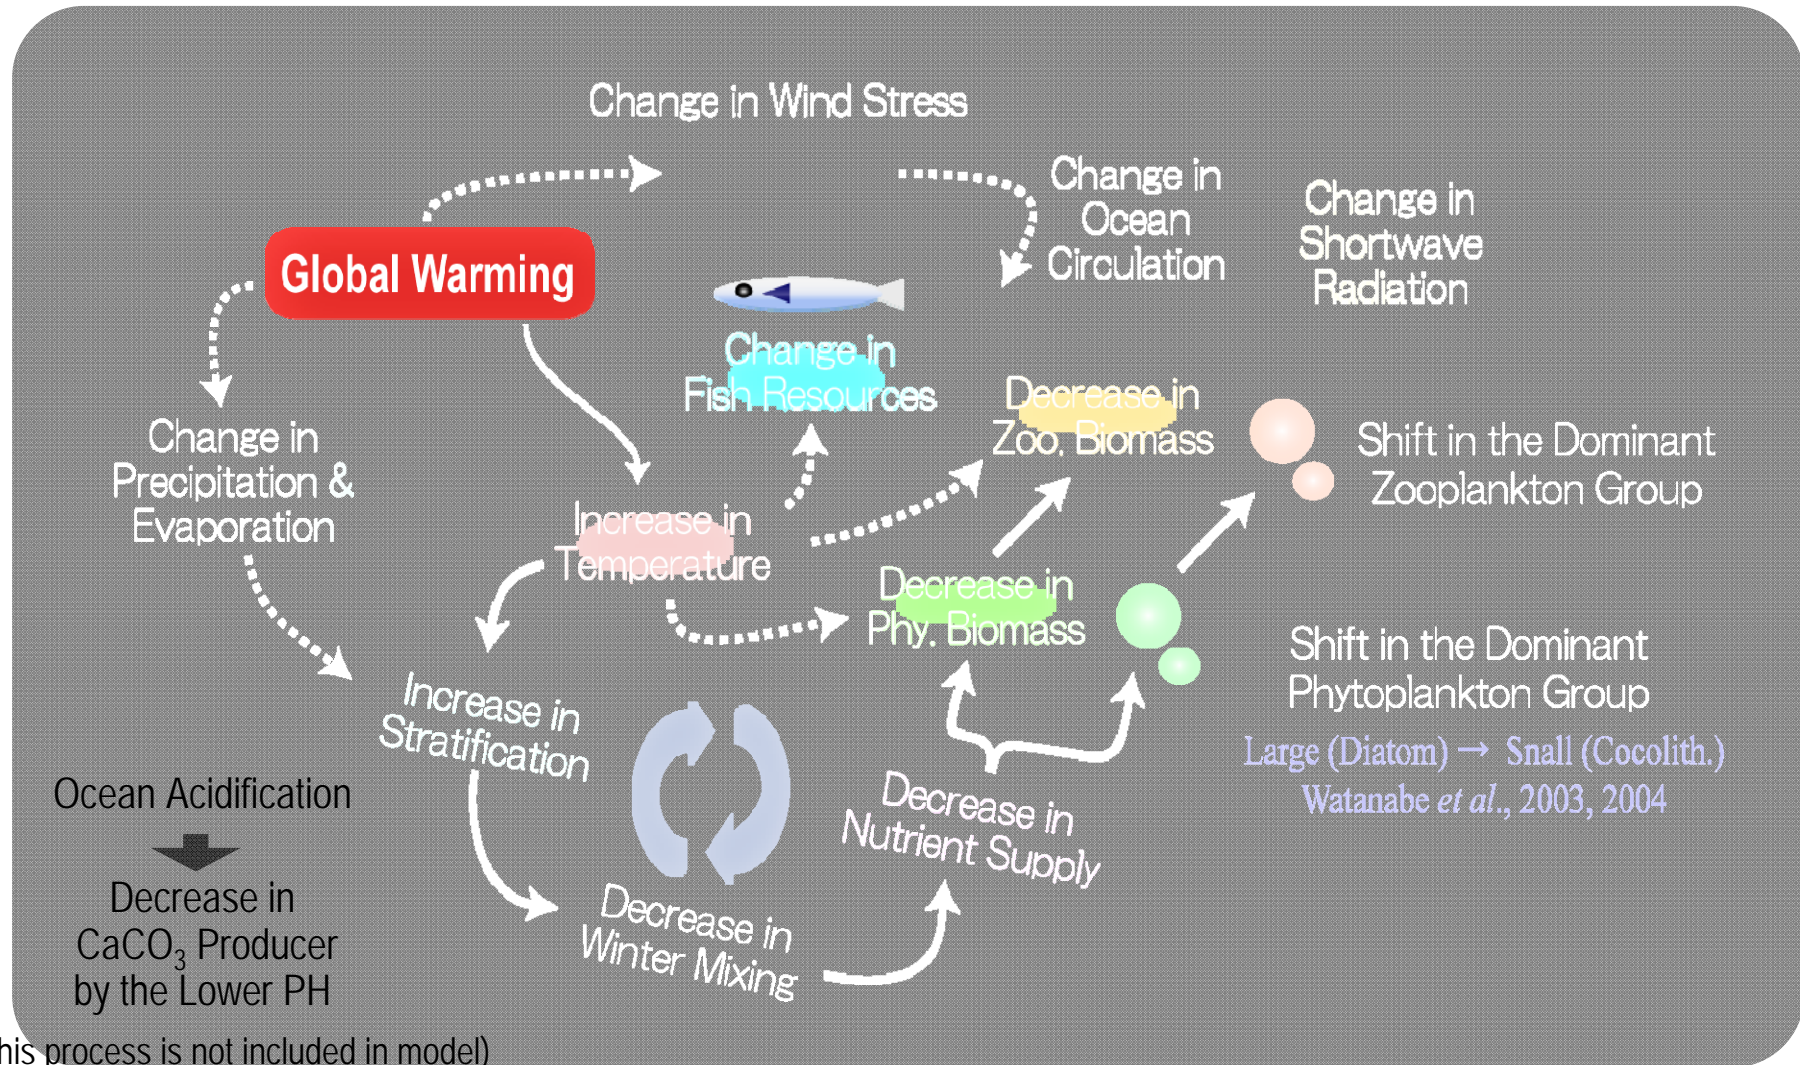 Change in Wind Stress
Change in
Ocean
Circulation
Change in
Shortwave
Radiation
Global Warming
Change in
Fish Resources
Decrease in
Zoo. Biomass
Shift in the Dominant
Zooplankton Group
Change in
Precipitation &
Evaporation
Increase in
Temperature
Decrease in
Phy. Biomass
Shift in the Dominant
Phytoplankton Group
Large (Diatom) → Snall (Cocolith.)
Watanabe et al., 2003, 2004
Increase in
Stratification
Decrease in
Nutrient Supply
Decrease in
Winter Mixing
Ocean Acidification
Decrease in
CaCO₃ Producer
by the Lower PH
his process is not included in model)